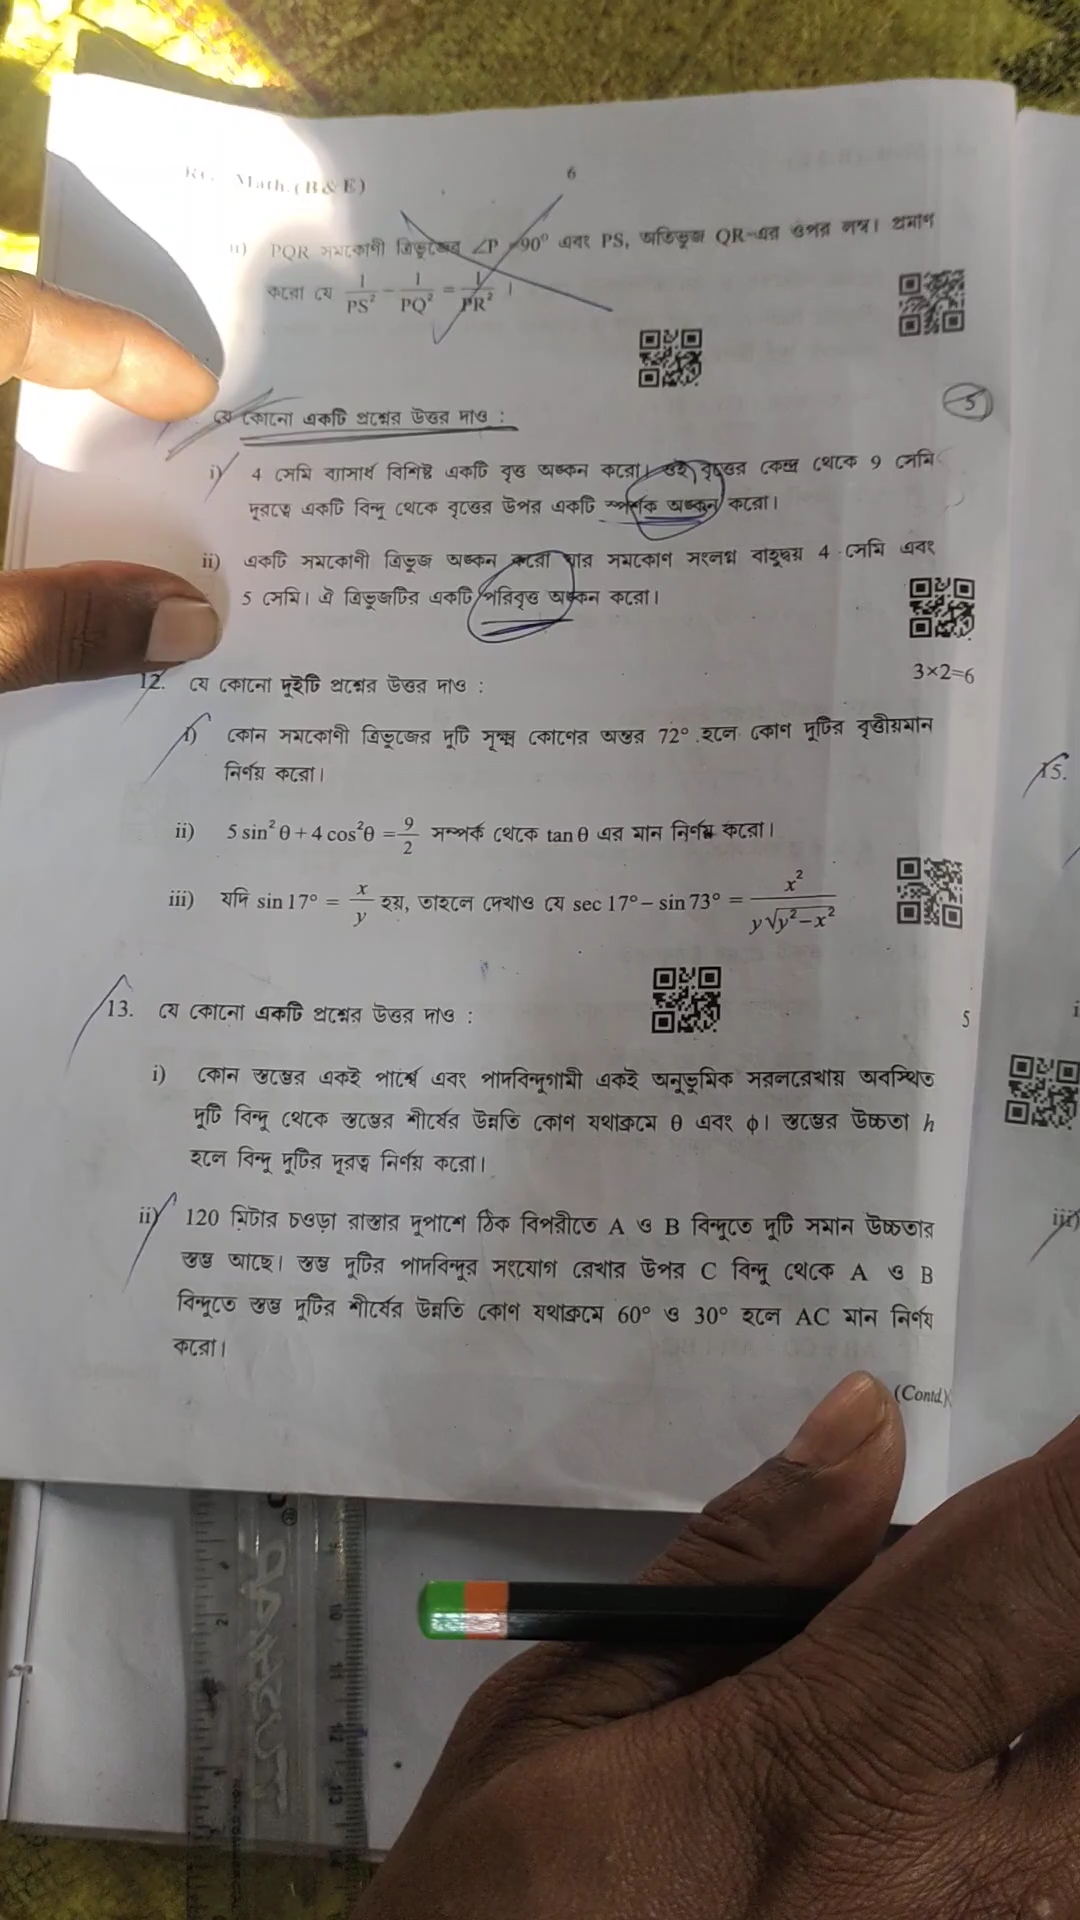 Math. (B & E)
6
ii) PQR সমকোণী ত্রিভুজের ∠P =90° এবং PS, অতিভুজ QR-এর ওপর লম্ব। প্রমাণ
করো যে 1/PS² − 1/PQ² = 1/PR² ।
যে কোনো একটি প্রশ্নের উত্তর দাও :
5
i) 4 সেমি ব্যাসার্ধ বিশিষ্ট একটি বৃত্ত অঙ্কন করো। ওই বৃত্তের কেন্দ্র থেকে 9 সেমি
দূরত্বে একটি বিন্দু থেকে বৃত্তের উপর একটি স্পর্শক অঙ্কন করো।
ii) একটি সমকোণী ত্রিভুজ অঙ্কন করো যার সমকোণ সংলগ্ন বাহুদ্বয় 4 সেমি এবং
5 সেমি। ঐ ত্রিভুজটির একটি পরিবৃত্ত অঙ্কন করো।
12. যে কোনো দুইটি প্রশ্নের উত্তর দাও :
3×2=6
i) কোন সমকোণী ত্রিভুজের দুটি সূক্ষ্ম কোণের অন্তর 72° হলে কোণ দুটির বৃত্তীয়মান
নির্ণয় করো।
15.
ii) 5 sin²θ + 4 cos²θ = 9/2 সম্পর্ক থেকে tan θ এর মান নির্ণয় করো।
iii) যদি sin 17° = x/y হয়, তাহলে দেখাও যে sec 17° − sin 73° = x²/(y√(y²−x²))
13. যে কোনো একটি প্রশ্নের উত্তর দাও :
5
i) কোন স্তম্ভের একই পার্শ্বে এবং পাদবিন্দুগামী একই অনুভূমিক সরলরেখায় অবস্থিত
দুটি বিন্দু থেকে স্তম্ভের শীর্ষের উন্নতি কোণ যথাক্রমে θ এবং ϕ। স্তম্ভের উচ্চতা h
হলে বিন্দু দুটির দূরত্ব নির্ণয় করো।
ii) 120 মিটার চওড়া রাস্তার দুপাশে ঠিক বিপরীতে A ও B বিন্দুতে দুটি সমান উচ্চতার
স্তম্ভ আছে। স্তম্ভ দুটির পাদবিন্দুর সংযোগ রেখার উপর C বিন্দু থেকে A ও B
বিন্দুতে স্তম্ভ দুটির শীর্ষের উন্নতি কোণ যথাক্রমে 60° ও 30° হলে AC মান নির্ণয়
করো।
iii)
(Contd.)
2
10
11
12
13